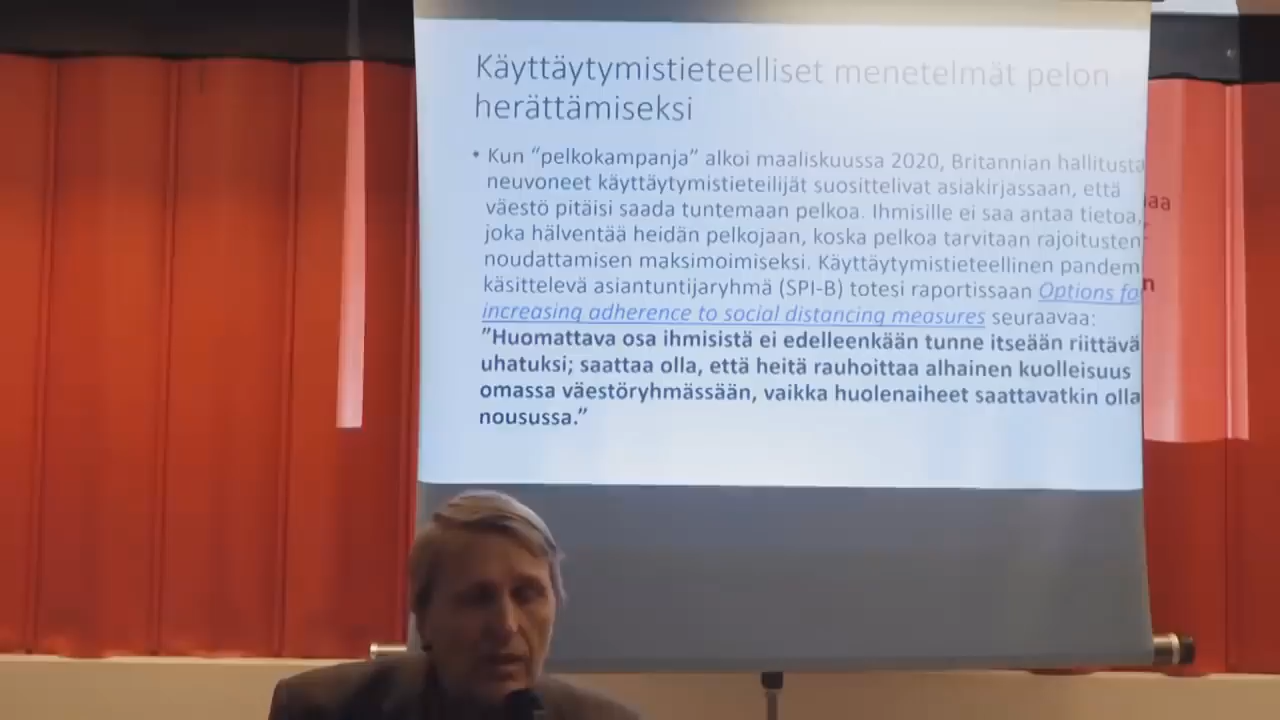 Käyttäytymistieteelliset menetelmät pelon
herättämiseksi
• Kun “pelkokampanja” alkoi maaliskuussa 2020, Britannian hallitusta
neuvoneet käyttäytymistieteilijät suosittelivat asiakirjassaan, että
väestö pitäisi saada tuntemaan pelkoa. Ihmisille ei saa antaa tietoa,
joka hälventää heidän pelkojaan, koska pelkoa tarvitaan rajoitusten
noudattamisen maksimoimiseksi. Käyttäytymistieteellinen pandem
käsittelevä asiantuntijaryhmä (SPI-B) totesi raportissaan Options fo
increasing adherence to social distancing measures seuraavaa:
”Huomattava osa ihmisistä ei edelleenkään tunne itseään riittävä
uhatuksi; saattaa olla, että heitä rauhoittaa alhainen kuolleisuus
omassa väestöryhmässään, vaikka huolenaiheet saattavatkin olla
nousussa.”